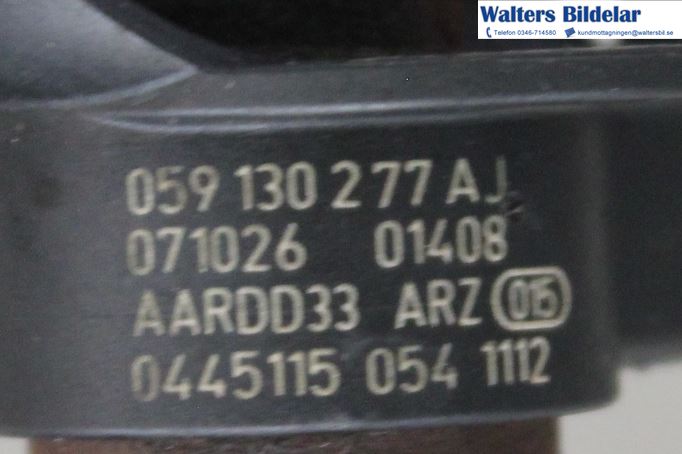 Walters Bildelar
Telefon 0346-714580 kundmottagningen@waltersbil.se
059 130 277 AJ
071026 01408
AARDD33 ARZ 015
0445115 054 1112